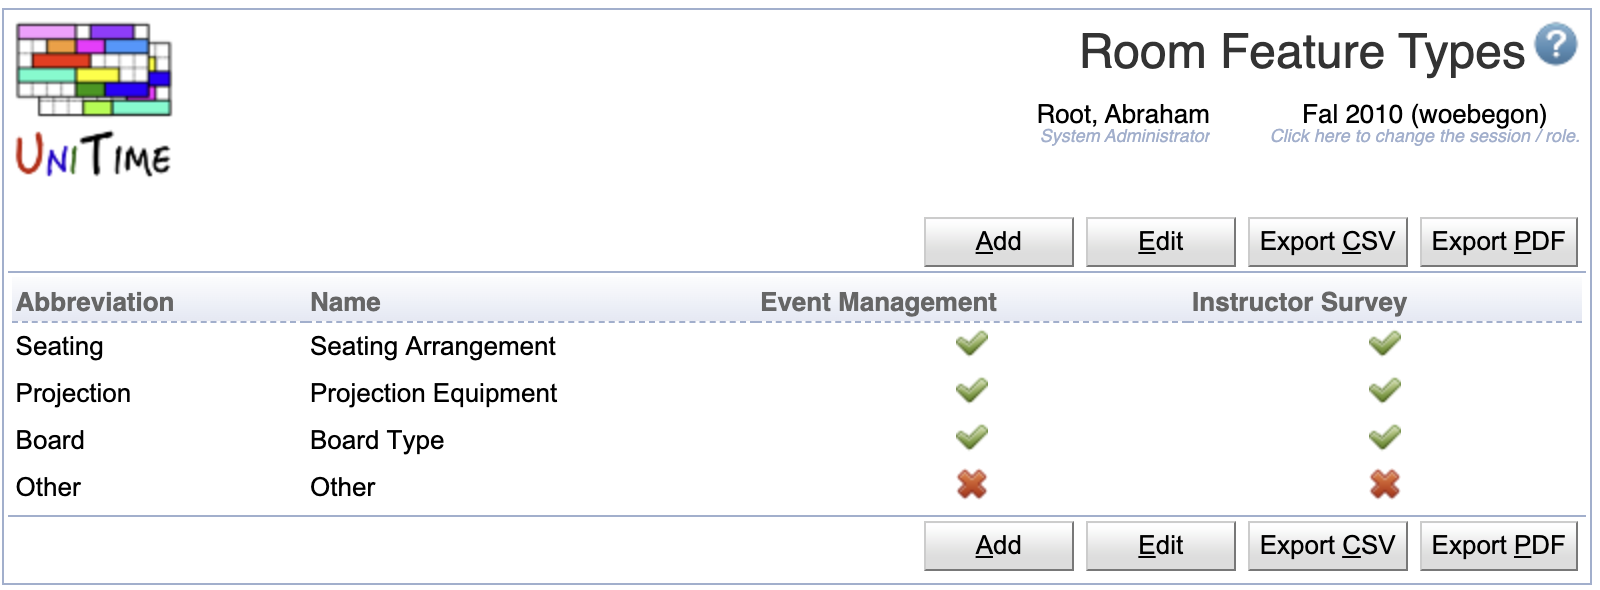 Room Feature Types ?
UniTime
Root, Abraham Fal 2010 (woebegon)
System Administrator Click here to change the session / role.
Add Edit Export CSV Export PDF
Abbreviation Name Event Management Instructor Survey
Seating Seating Arrangement
Projection Projection Equipment
Board Board Type
Other Other
Add Edit Export CSV Export PDF